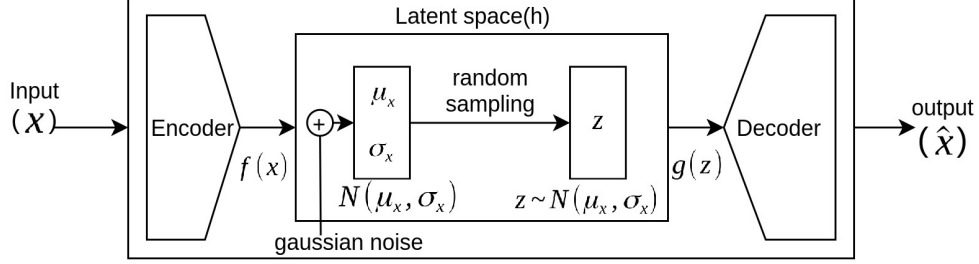 Latent space(h)
Input
(x)
Encoder
f(x)
+
μₓ
σₓ
N(μₓ, σₓ)
gaussian noise
random
sampling
z
z ~ N(μₓ, σₓ)
g(z)
Decoder
output
(x̂)